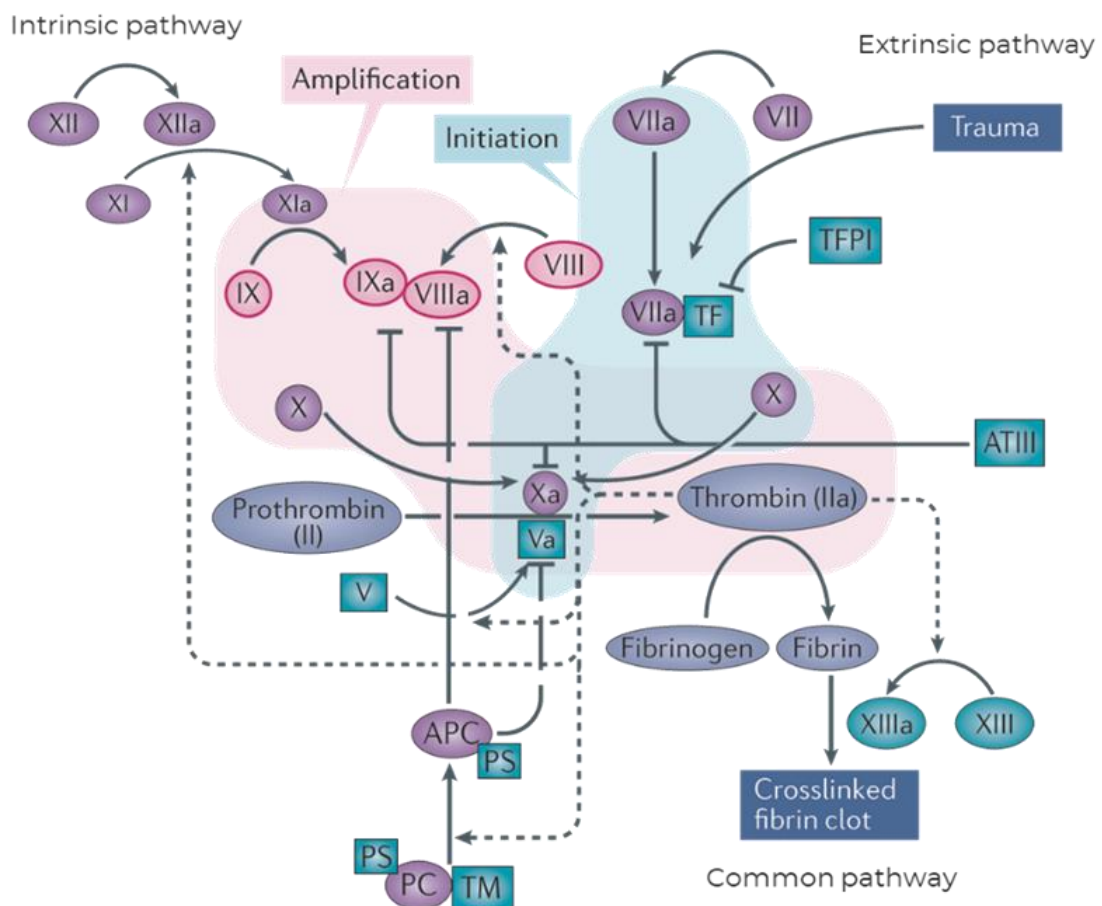 Intrinsic pathway
Extrinsic pathway
Amplification
Initiation
XII
XIIa
VIIa
VII
Trauma
XI
XIa
TFPI
IX
IXa
VIIIa
VIII
VIIa
TF
X
X
ATIII
Xa
Prothrombin
(II)
Thrombin (IIa)
Va
V
Fibrinogen
Fibrin
APC
PS
XIIIa
XIII
Crosslinked
fibrin clot
PS
PC
TM
Common pathway